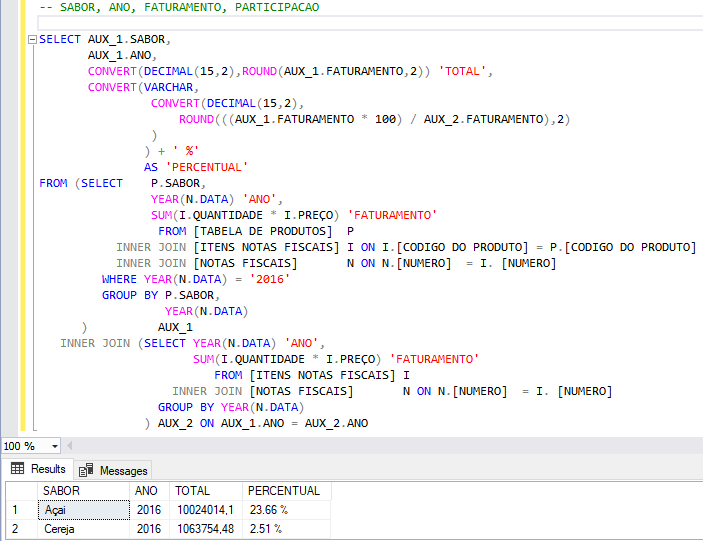 -- SABOR, ANO, FATURAMENTO, PARTICIPACAO
SELECT AUX_1.SABOR,
AUX_1.ANO,
CONVERT(DECIMAL(15,2),ROUND(AUX_1.FATURAMENTO,2)) 'TOTAL',
CONVERT(VARCHAR,
CONVERT(DECIMAL(15,2),
ROUND(((AUX_1.FATURAMENTO * 100) / AUX_2.FATURAMENTO),2)
)
) + ' %'
AS 'PERCENTUAL'
FROM (SELECT P.SABOR,
YEAR(N.DATA) 'ANO',
SUM(I.QUANTIDADE * I.PREÇO) 'FATURAMENTO'
FROM [TABELA DE PRODUTOS] P
INNER JOIN [ITENS NOTAS FISCAIS] I ON I.[CODIGO DO PRODUTO] = P.[CODIGO DO PRODUTO]
INNER JOIN [NOTAS FISCAIS] N ON N.[NUMERO] = I. [NUMERO]
WHERE YEAR(N.DATA) = '2016'
GROUP BY P.SABOR,
YEAR(N.DATA)
) AUX_1
INNER JOIN (SELECT YEAR(N.DATA) 'ANO',
SUM(I.QUANTIDADE * I.PREÇO) 'FATURAMENTO'
FROM [ITENS NOTAS FISCAIS] I
INNER JOIN [NOTAS FISCAIS] N ON N.[NUMERO] = I. [NUMERO]
GROUP BY YEAR(N.DATA)
) AUX_2 ON AUX_1.ANO = AUX_2.ANO
100 %
Results Messages
SABOR ANO TOTAL PERCENTUAL
1 Açai 2016 10024014,1 23.66 %
2 Cereja 2016 1063754,48 2.51 %